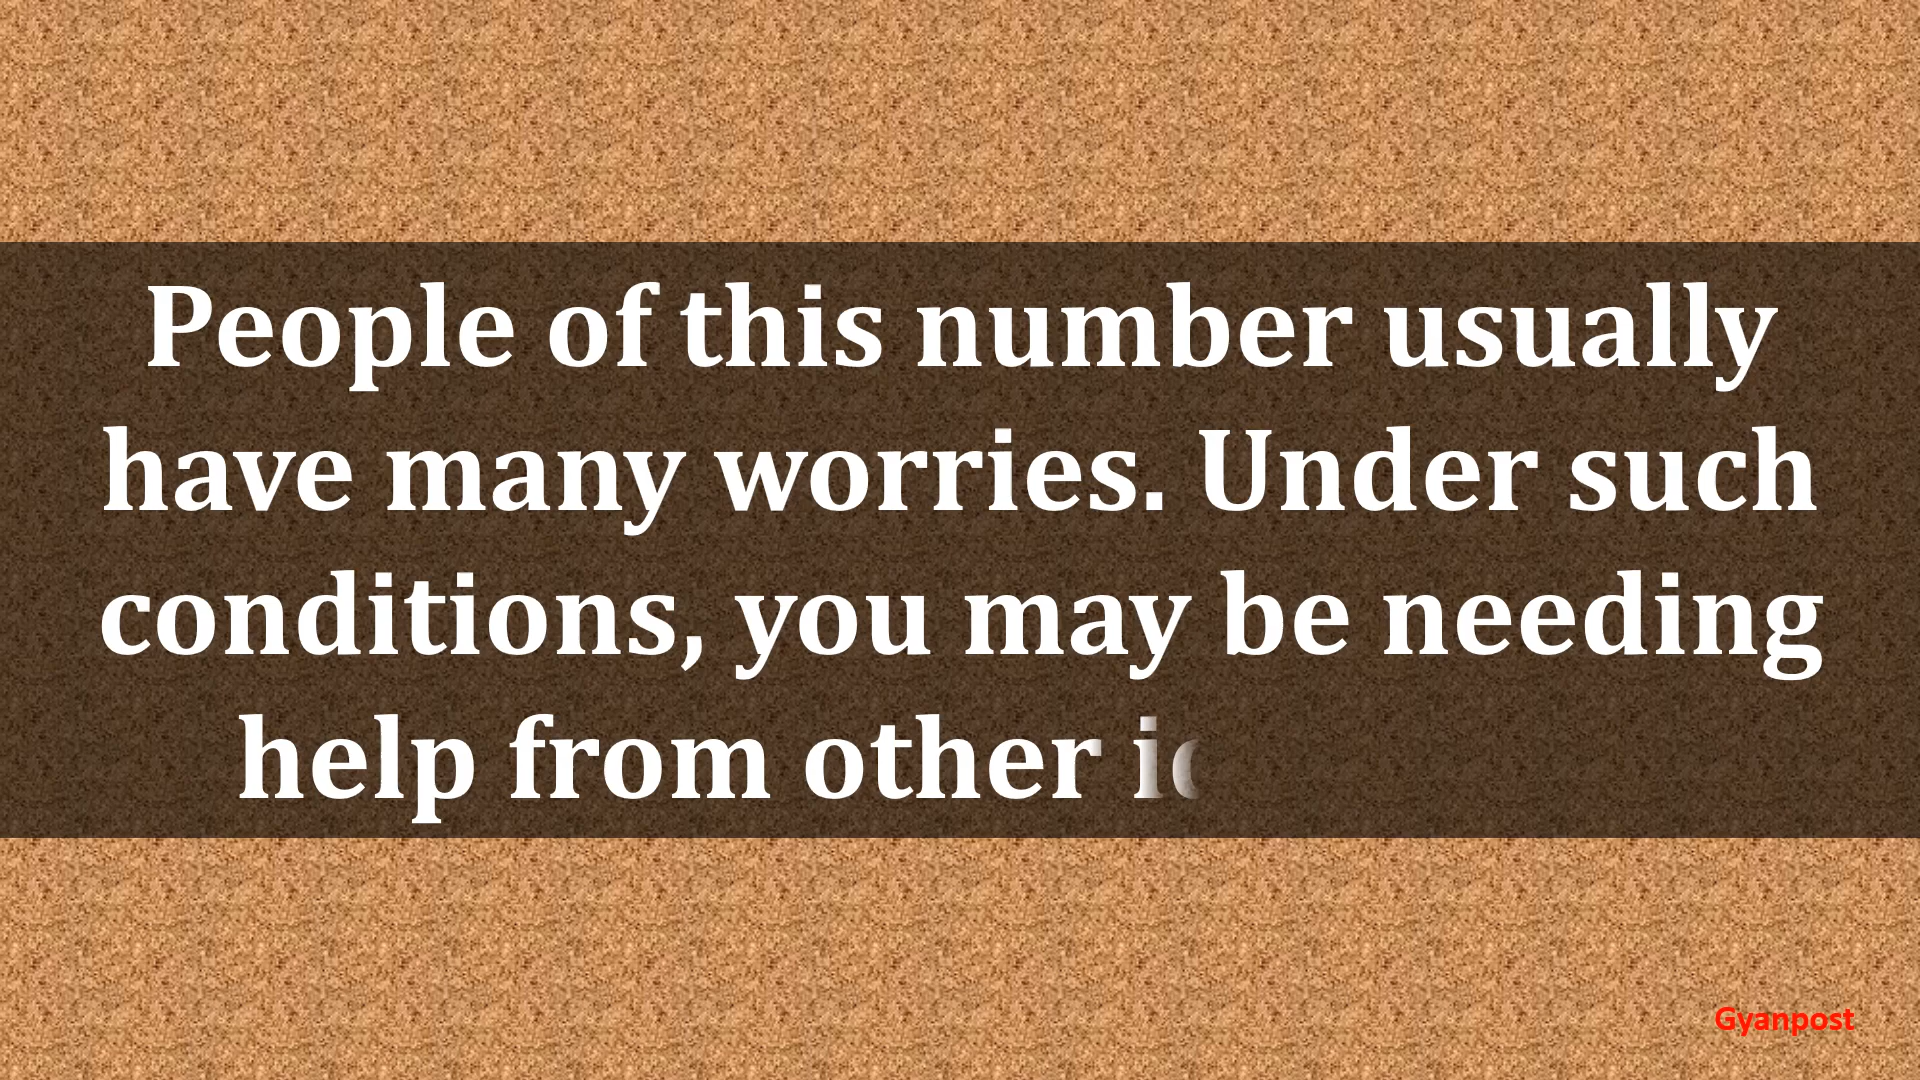 People of this number usually
have many worries. Under such
conditions, you may be needing
help from other
Gyanpost